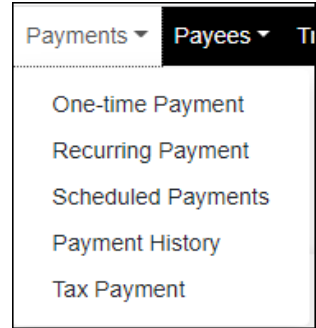 Payments Payees
One-time Payment
Recurring Payment
Scheduled Payments
Payment History
Tax Payment